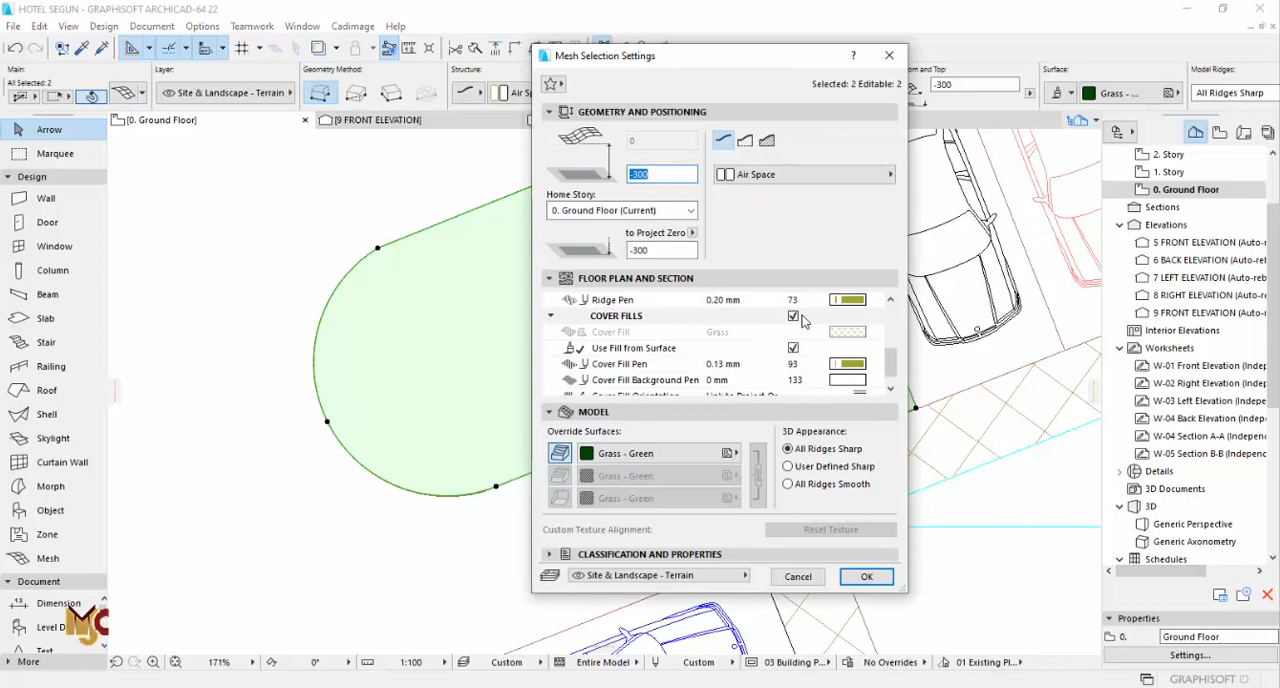 HOTEL SEGUN - GRAPHISOFT ARCHICAD-64 22
File Edit View Design Document Options Teamwork Window Cadimage Help
Main:
All Selected: 2
Layer:
Site & Landscape - Terrain
Geometry Method:
Structure:
Air Sp
om and Top:
-300
Surface:
Grass - ...
Model Ridges:
All Ridges Sharp
[0. Ground Floor]
[9 FRONT ELEVATION]
Arrow
Marquee
Design
Wall
Door
Window
Column
Beam
Slab
Stair
Railing
Roof
Shell
Skylight
Curtain Wall
Morph
Object
Zone
Mesh
Document
Dimension
Level D
Text
More
Mesh Selection Settings
?
Selected: 2 Editable: 2
GEOMETRY AND POSITIONING
0
-300
Air Space
Home Story:
0. Ground Floor (Current)
to Project Zero
-300
FLOOR PLAN AND SECTION
Ridge Pen 0.20 mm 73
COVER FILLS
Cover Fill Grass
Use Fill from Surface
Cover Fill Pen 0.13 mm 93
Cover Fill Background Pen 0 mm 133
MODEL
Override Surfaces:
Grass - Green
Grass - Green
Grass - Green
3D Appearance:
All Ridges Sharp
User Defined Sharp
All Ridges Smooth
Custom Texture Alignment:
Reset Texture
CLASSIFICATION AND PROPERTIES
Site & Landscape - Terrain
Cancel
OK
2. Story
1. Story
0. Ground Floor
Sections
Elevations
5 FRONT ELEVATION (Auto-r
6 BACK ELEVATION (Auto-re
7 LEFT ELEVATION (Auto-reb
8 RIGHT ELEVATION (Auto-re
9 FRONT ELEVATION (Auto-r
Interior Elevations
Worksheets
W-01 Front Elevation (Indep
W-02 Right Elevation (Indep
W-03 Left Elevation (Indepe
W-04 Back Elevation (Indep
W-04 Section A-A (Independ
W-05 Section B-B (Independ
Details
3D Documents
3D
Generic Perspective
Generic Axonometry
Schedules
Properties
0.
Ground Floor
Settings...
171%
0°
1:100
Custom
Entire Model
Custom
03 Building P...
No Overrides
01 Existing Pl...
GRAPHISOFT ID